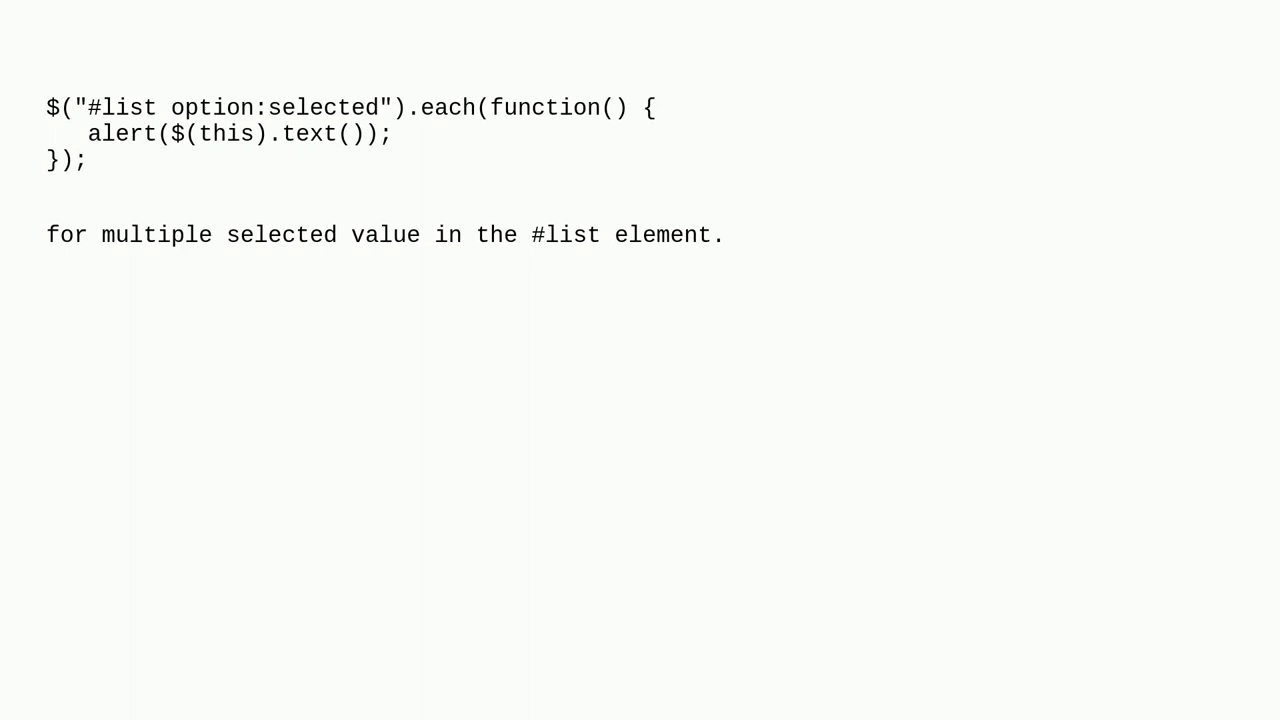 $("#list option:selected").each(function() {
   alert($(this).text());
});
for multiple selected value in the #list element.